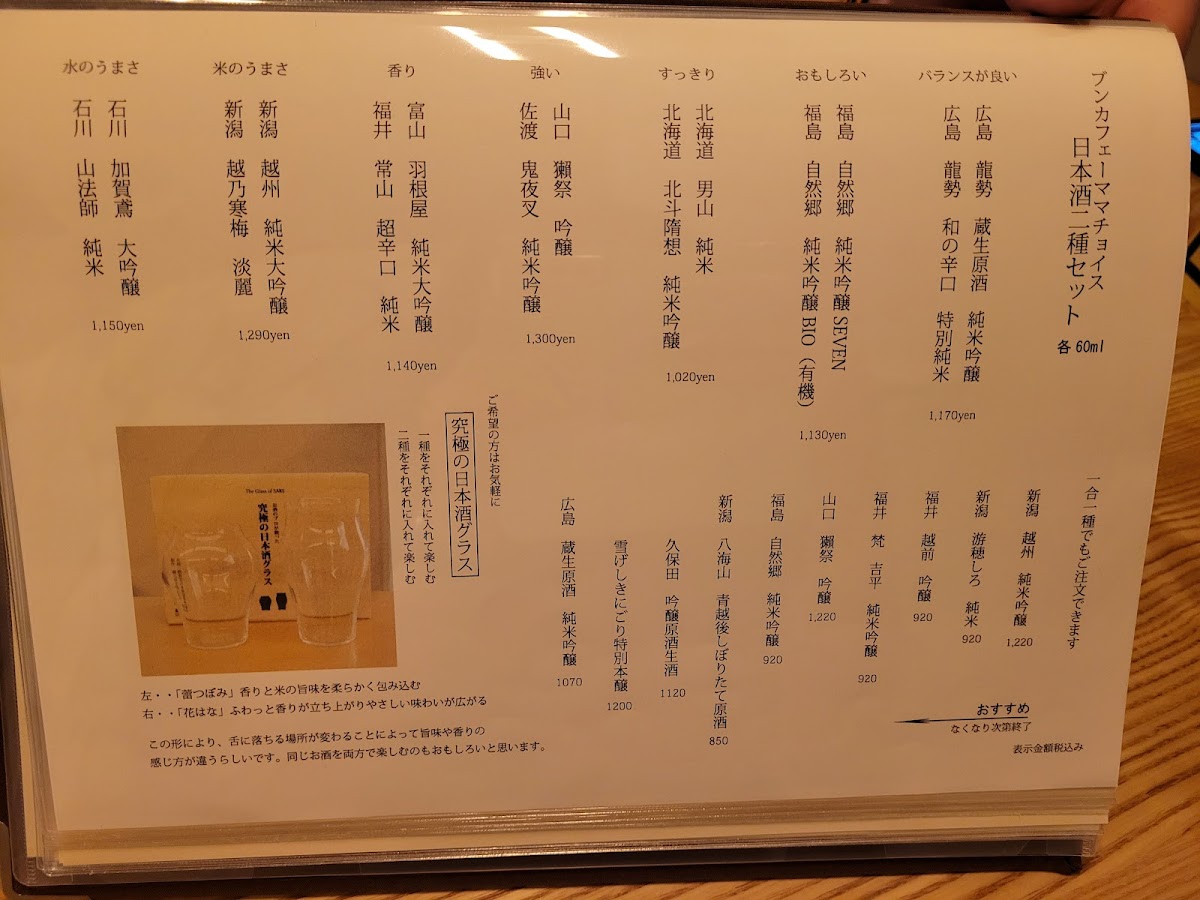 ブンカフェーママチョイス
日本酒二種セット
各60ml
バランスが良い
広島 龍勢 蔵生原酒 純米吟醸
広島 龍勢 和の辛口 特別純米
1,170yen
おもしろい
福島 自然郷 純米吟醸 SEVEN
福島 自然郷 純米吟醸 BIO（有機）
1,130yen
すっきり
北海道 男山 純米
北海道 北斗随想 純米吟醸
1,020yen
強い
山口 獺祭 吟醸
佐渡 鬼夜叉 純米吟醸
1,300yen
香り
富山 羽根屋 純米大吟醸
福井 常山 超辛口 純米
1,140yen
米のうまさ
新潟 越州 純米大吟醸
新潟 越乃寒梅 淡麗
1,290yen
水のうまさ
石川 加賀鳶 大吟醸
石川 山法師 純米
1,150yen
一合一種でもご注文できます
新潟 越州 純米吟醸
1,220
新潟 游穂しろ 純米
920
福井 越前 吟醸
920
福井 梵 吉平 純米吟醸
920
山口 獺祭 吟醸
1,220
福島 自然郷 純米吟醸
920
新潟 八海山 青越後しぼりたて原酒
850
久保田 吟醸原酒生酒
1120
雪げしきにごり特別本醸
1200
広島 蔵生原酒 純米吟醸
1070
おすすめ
なくなり次第終了
表示金額税込み
ご希望の方はお気軽に
究極の日本酒グラス
一種をそれぞれに入れて楽しむ
二種をそれぞれに入れて楽しむ
The Glass of SAKE
究極の日本酒グラス
左・・「蕾つぼみ」香りと米の旨味を柔らかく包み込む
右・・「花はな」ふわっと香りが立ち上がりやさしい味わいが広がる
この形により、舌に落ちる場所が変わることによって旨味や香りの
感じ方が違うらしいです。同じお酒を両方で楽しむのもおもしろいと思います。